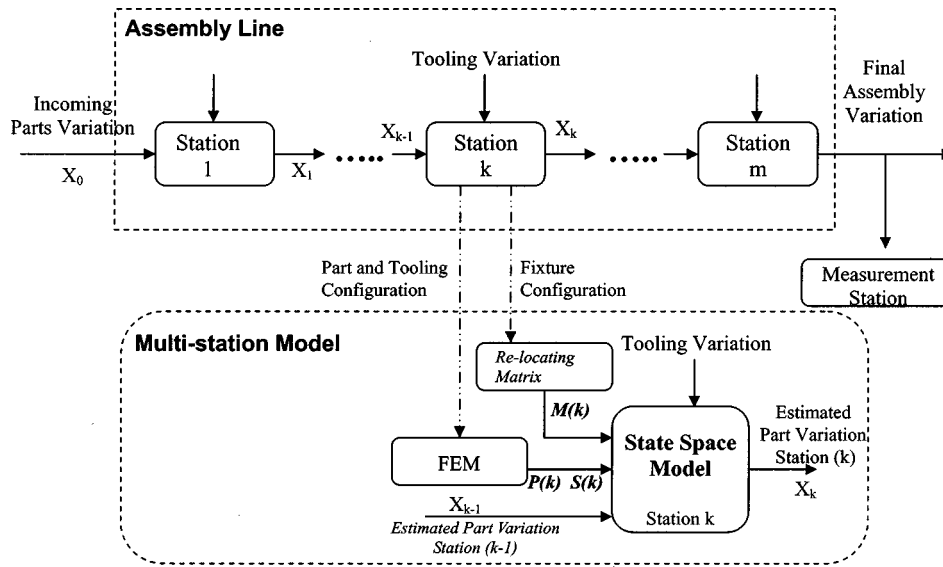 Assembly Line
Tooling Variation
Final
Assembly
Variation
Incoming
Parts Variation
X0
Station
1
X1
.....
Xk-1
Station
k
Xk
.....
Station
m
Measurement
Station
Part and Tooling
Configuration
Fixture
Configuration
Multi-station Model
Re-locating
Matrix
Tooling Variation
M(k)
FEM
P(k) S(k)
State Space
Model
Station k
Estimated
Part Variation
Station (k)
Xk
Xk-1
Estimated Part Variation
Station (k-1)